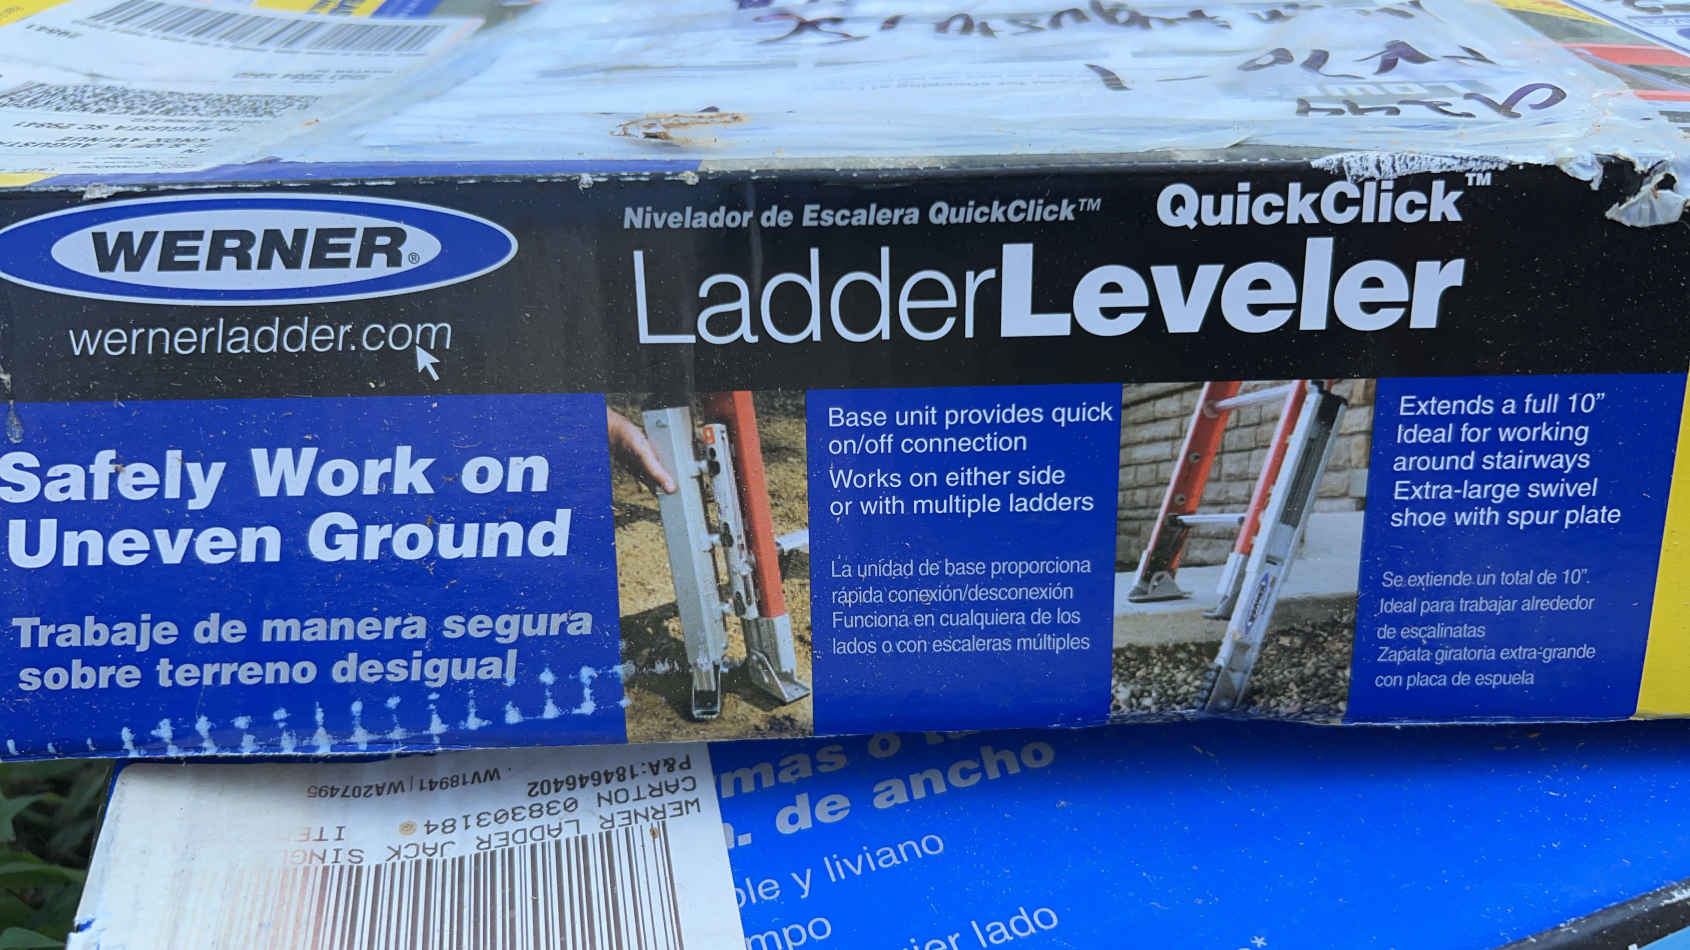 WERNER®
wernerladder.com
Nivelador de Escalera QuickClick™
QuickClick™
LadderLeveler
Safely Work on
Uneven Ground
Trabaje de manera segura
sobre terreno desigual
Base unit provides quick
on/off connection
Works on either side
or with multiple ladders
La unidad de base proporciona
rápida conexión/desconexión
Funciona en cualquiera de los
lados o con escaleras múltiples
Extends a full 10”
Ideal for working
around stairways
Extra-large swivel
shoe with spur plate
Se extiende un total de 10”.
Ideal para trabajar alrededor
de escalinatas
Zapata giratoria extra-grande
con placa de espuela
WERNER LADDER JACK
CARTON 038303184
P&A:184646402
WV18941 | WA207495
de ancho
y liviano
lado